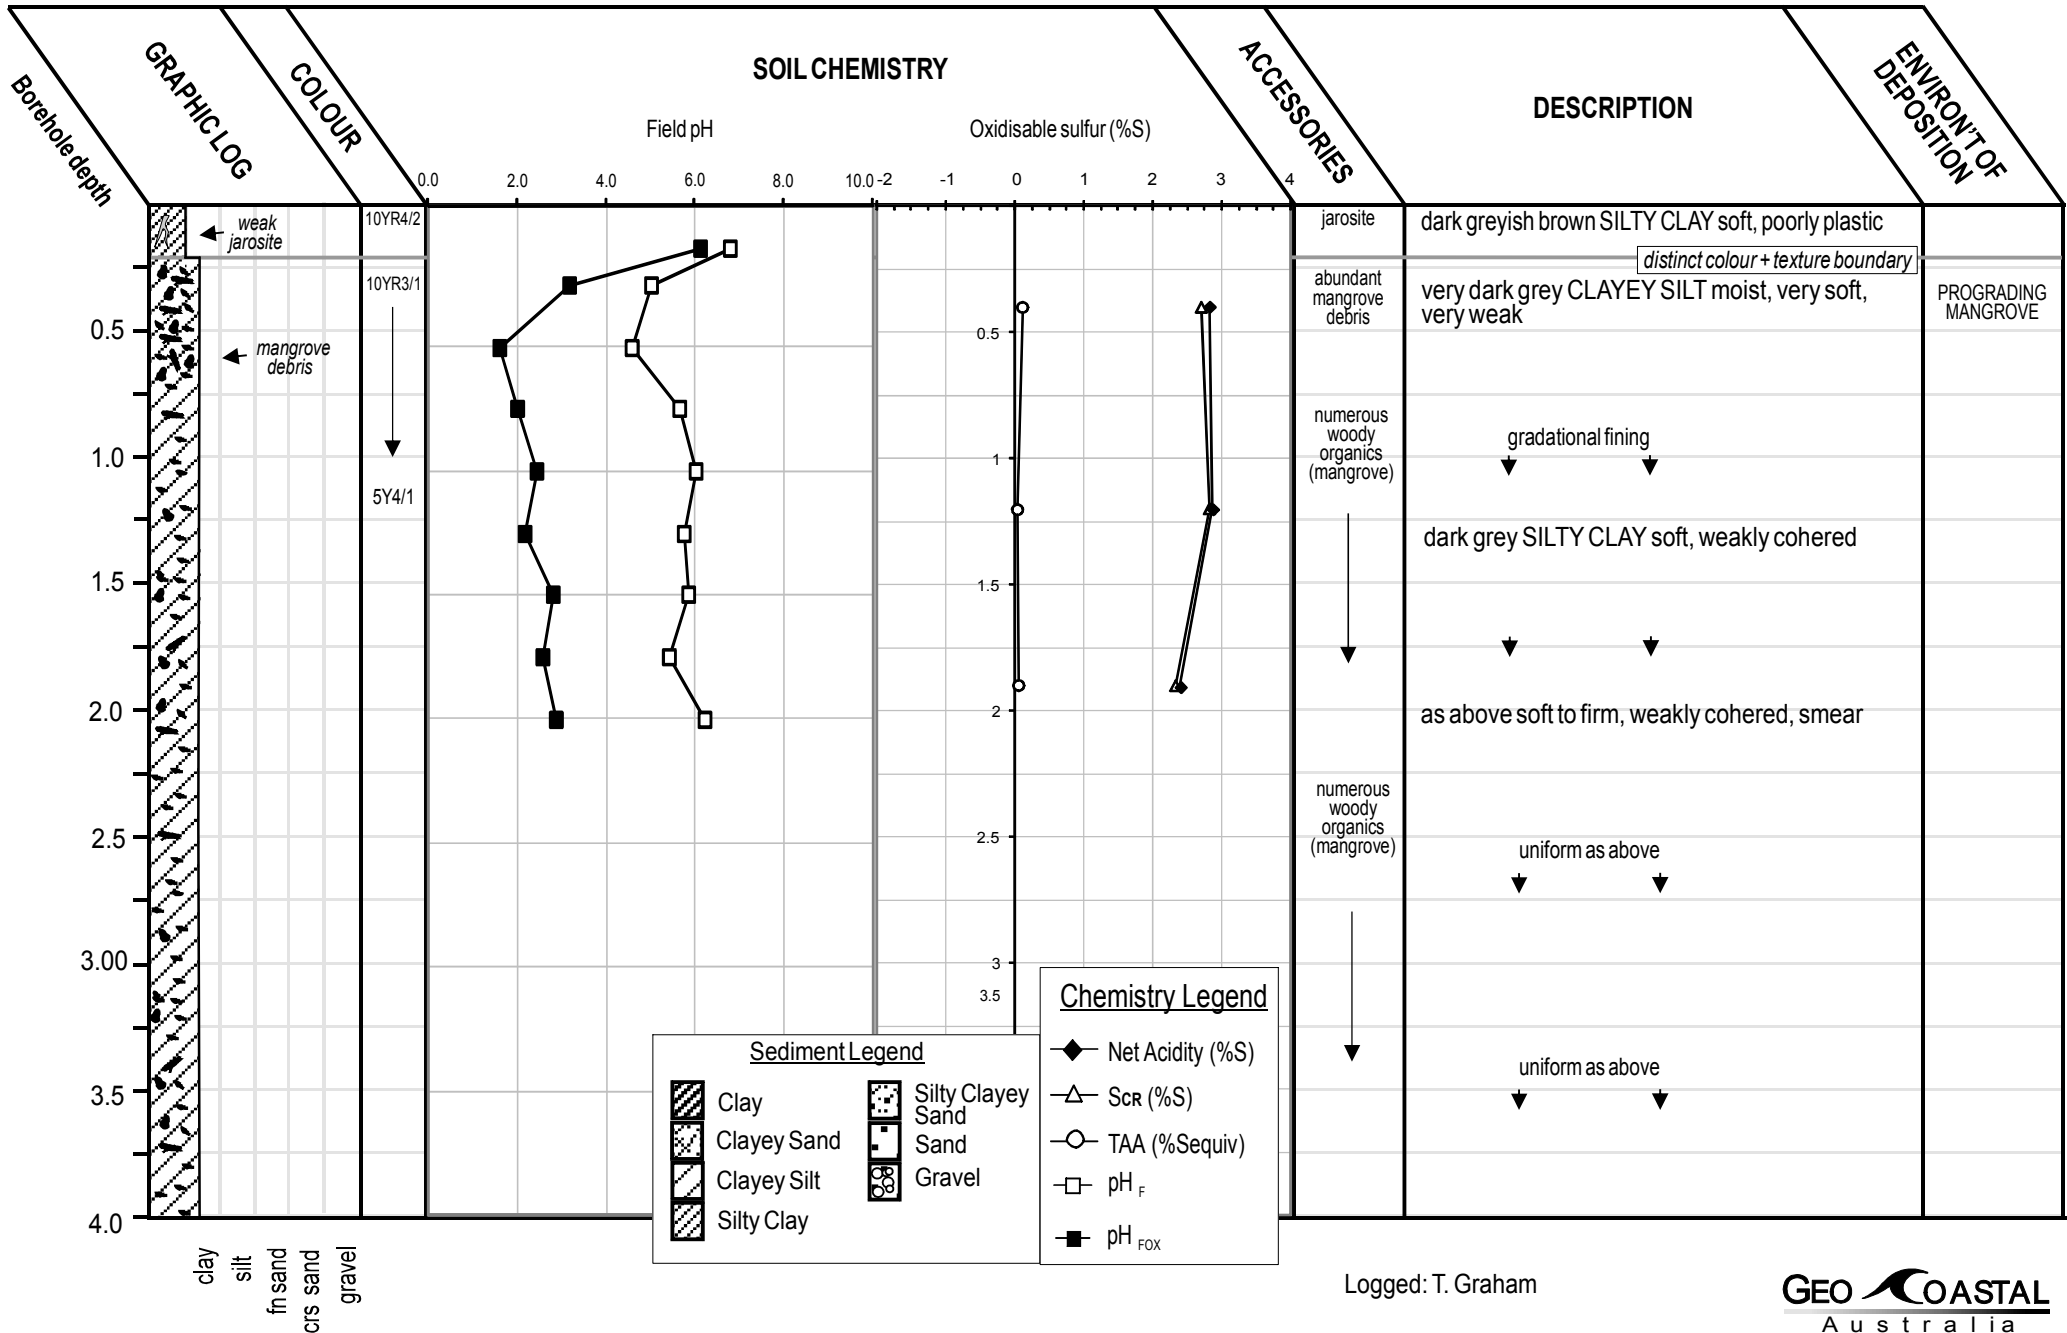 Borehole depth
GRAPHIC LOG
COLOUR
SOIL CHEMISTRY
Field pH
Oxidisable sulfur (%S)
ACCESSORIES
DESCRIPTION
ENVIRON'T OF
DEPOSITION
0.0 2.0 4.0 6.0 8.0 10.0
-2 -1 0 1 2 3 4
weak
jarosite
10YR4/2
jarosite
dark greyish brown SILTY CLAY soft, poorly plastic
distinct colour + texture boundary
10YR3/1
abundant
mangrove
debris
very dark grey CLAYEY SILT moist, very soft,
very weak
PROGRADING
MANGROVE
mangrove
debris
numerous
woody
organics
(mangrove)
gradational fining
5Y4/1
dark grey SILTY CLAY soft, weakly cohered
as above soft to firm, weakly cohered, smear
numerous
woody
organics
(mangrove)
uniform as above
uniform as above
0.5
1.0
1.5
2.0
2.5
3.00
3.5
4.0
0.5
1
1.5
2
2.5
3
3.5
Sediment Legend
Clay
Clayey Sand
Clayey Silt
Silty Clay
Silty Clayey
Sand
Sand
Gravel
Chemistry Legend
Net Acidity (%S)
SCR (%S)
TAA (%Sequiv)
pH F
pH FOX
clay
silt
fn sand
crs sand
gravel
Logged: T. Graham
GEO COASTAL
Australia